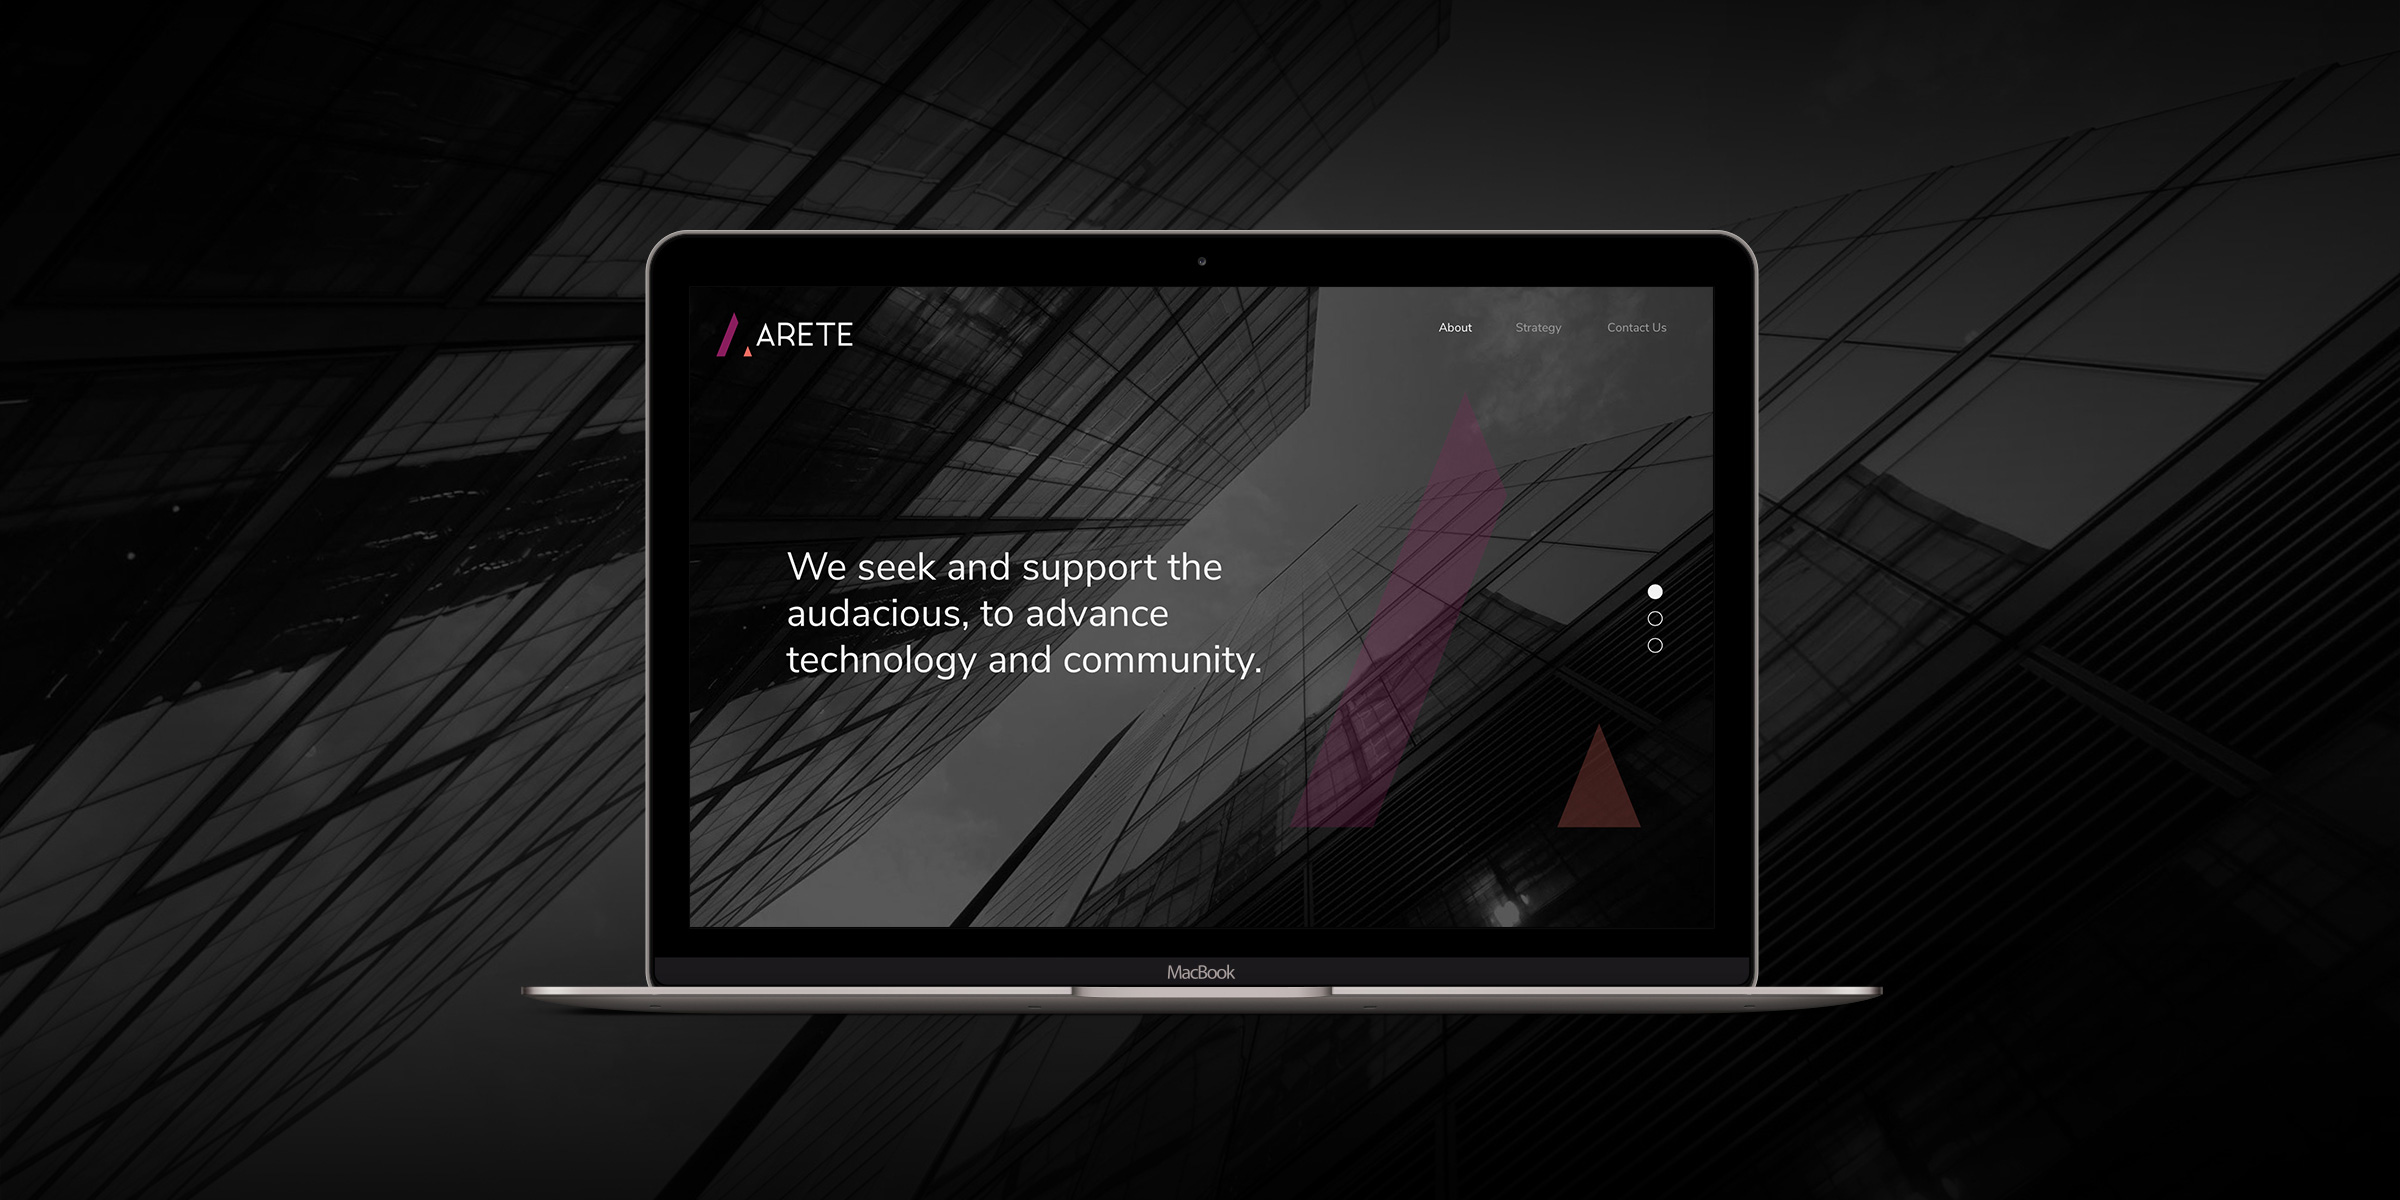 ARETE
About Strategy Contact Us
We seek and support the
audacious, to advance
technology and community.
MacBook